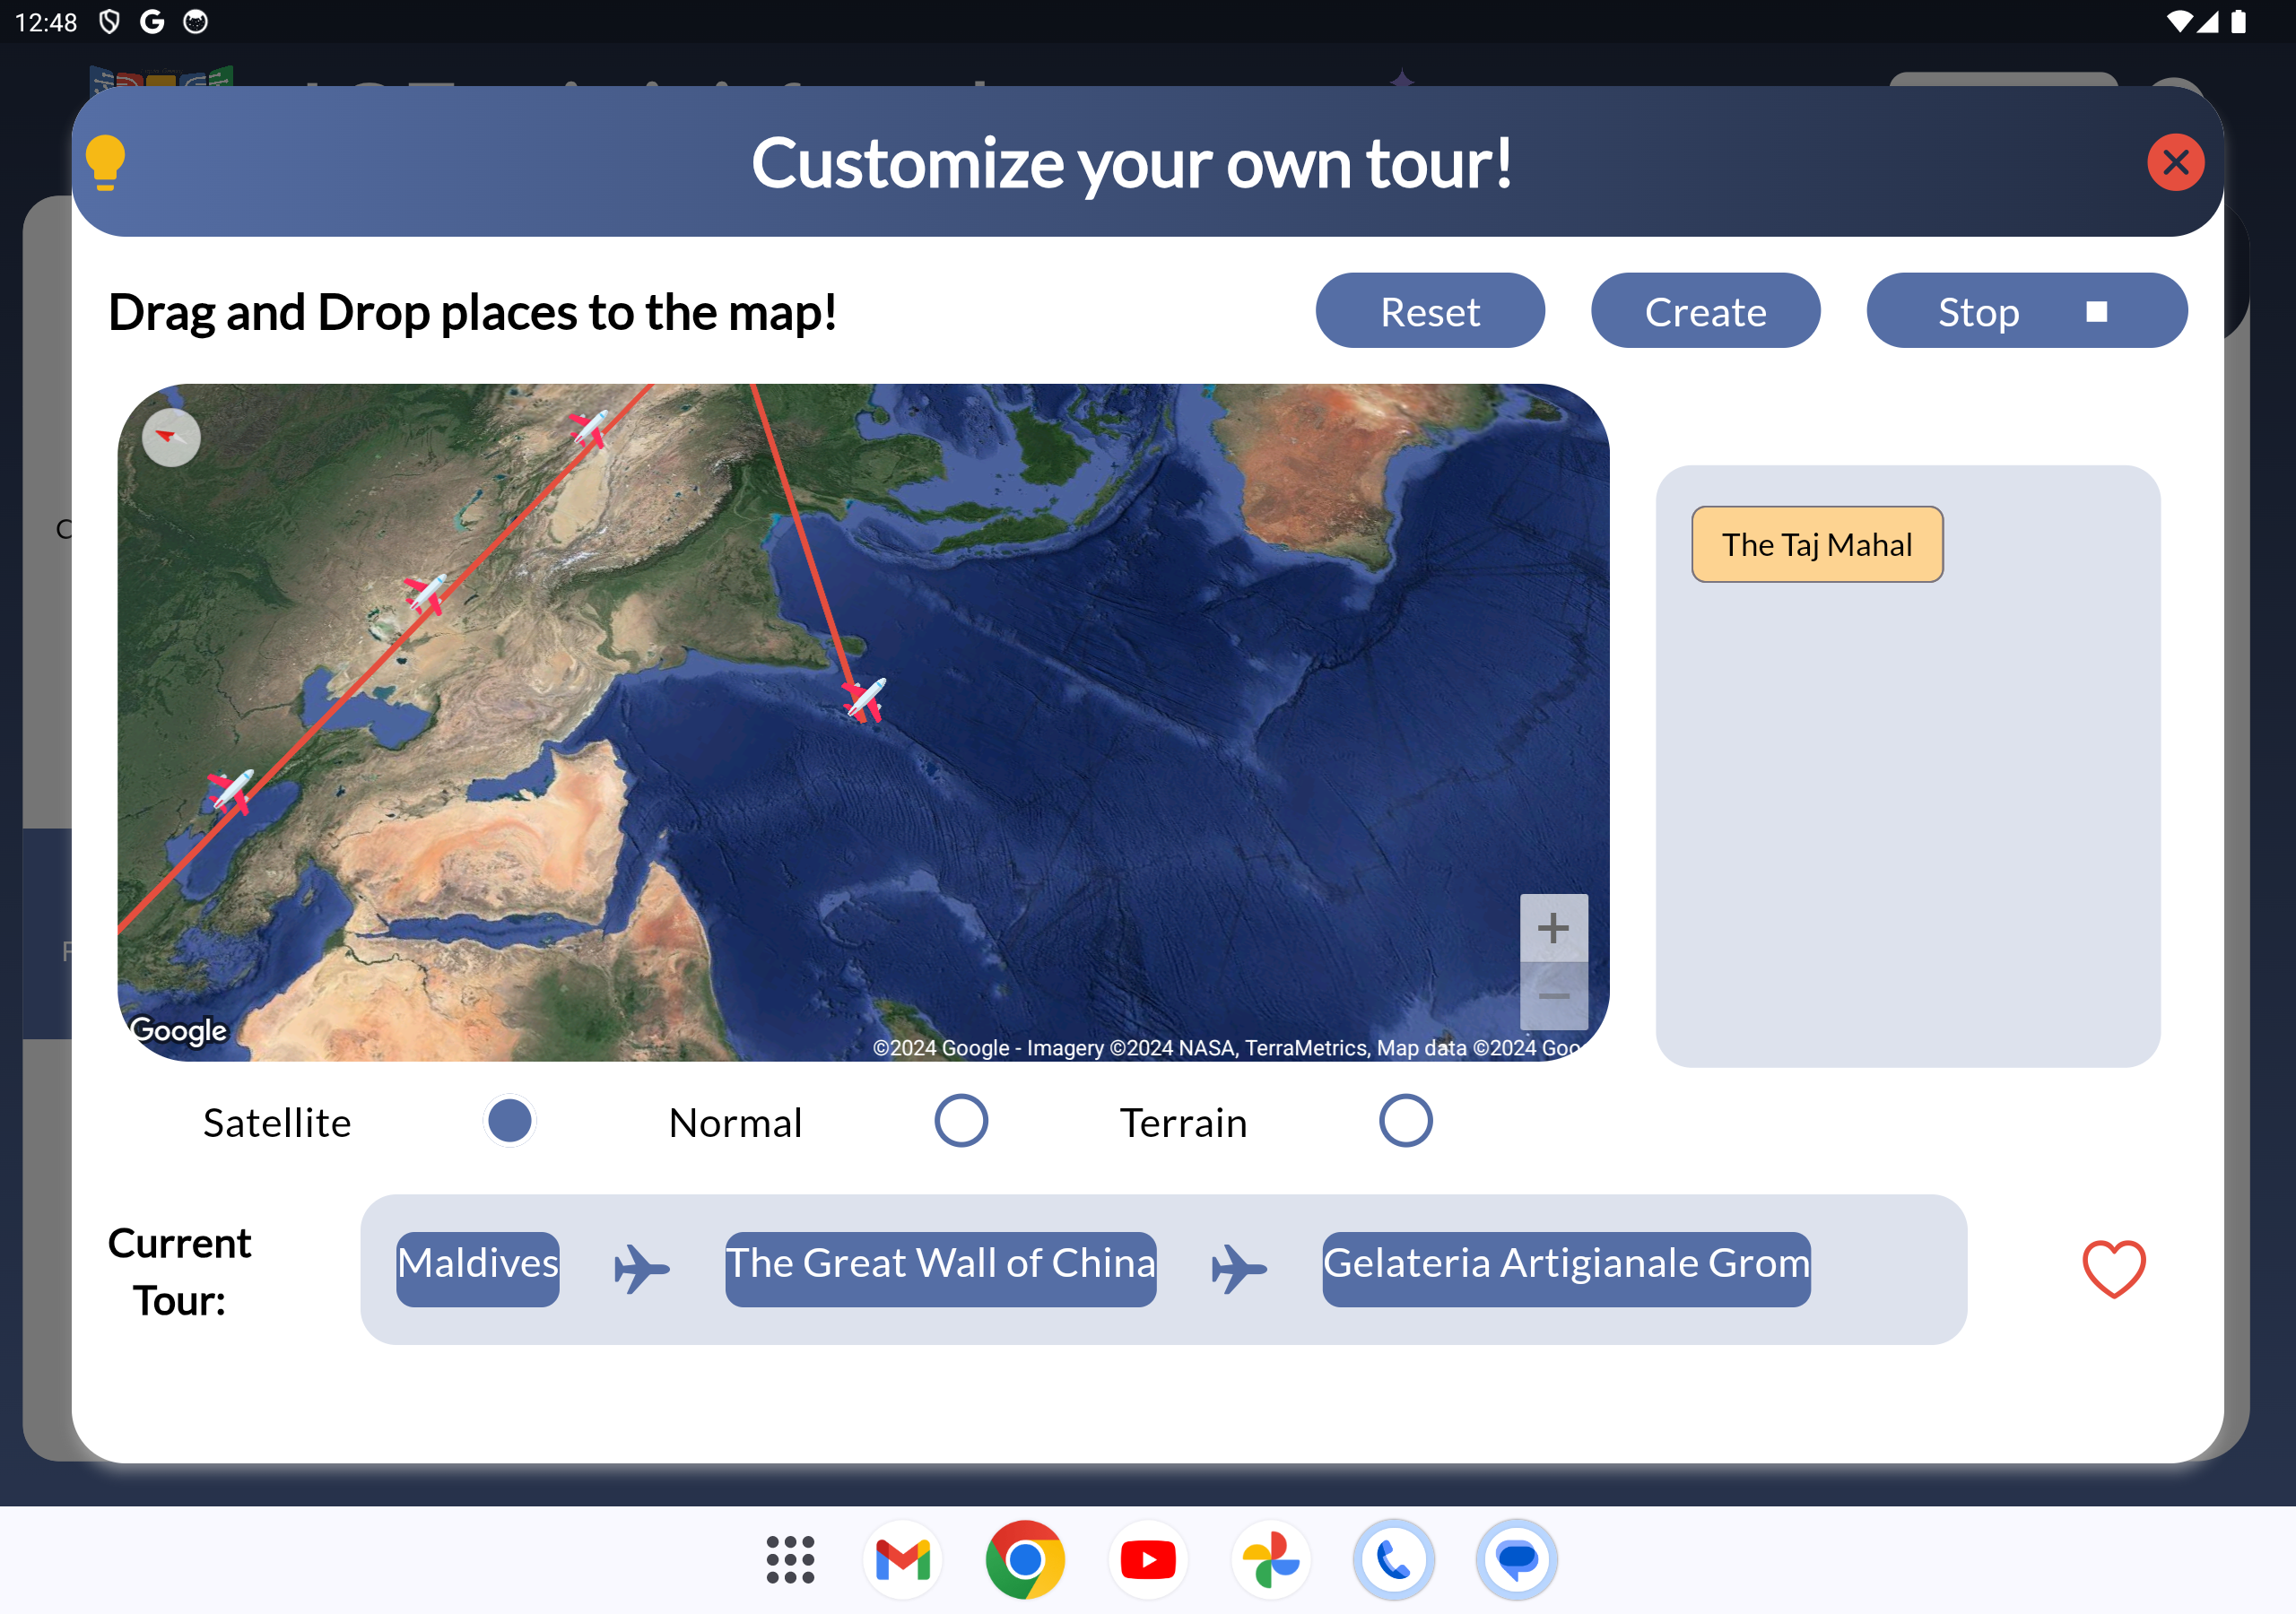 12:48
Customize your own tour!
Drag and Drop places to the map!
Reset
Create
Stop
The Taj Mahal
Google
©2024 Google - Imagery ©2024 NASA, TerraMetrics, Map data ©2024 Goo
Satellite
Normal
Terrain
Current
Tour:
Maldives
The Great Wall of China
Gelateria Artigianale Grom